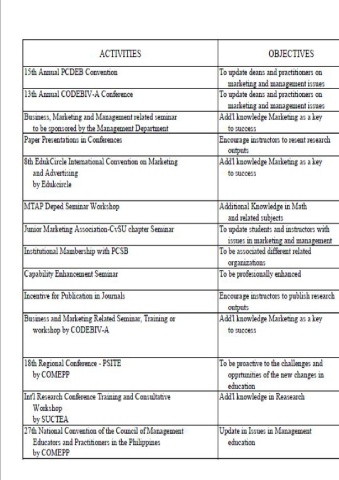 ACTIVITIES OBJECTIVES
15th Annual PCDEB Convention To update deans and practitioners on
marketing and management issues
13th Annual CODEBIV-A Conference To update deans and practitioners on
marketing and management issues
Business, Marketing and Management related seminar Add'l knowledge Marketing as a key
to be sponsored by the Management Department to success
Paper Presentations in Conferences Encourage instructors to resent research
outputs
8th EdukCircle International Convention on Marketing Add'l knowledge Marketing as a key
and Advertising to success
by Edukcircle
MTAP Deped Seminar Workshop Additional Knowledge in Math
and related subjects
Junior Marketing Association-CvSU chapter Seminar To update students and instructors with
issues in marketing and management
Institutional Mambership with PCSB To be associated different related
organizations
Capability Enhancement Seminar To be profesionally enhanced
Incentive for Publication in Journals Encourage instructors to publish research
outputs
Business and Marketing Related Seminar, Training or Add'l knowledge Marketing as a key
workshop by CODEBIV-A to success
18th Regional Conference - PSITE To be proactive to the challenges and
by COMEPP opprtunities of the new changes in
education
Int'l Research Conference Training and Consultative Add'l knowledge in Reasearch
Workshop
by SUCTEA
27th National Convention of the Council of Management Update in Issues in Management
Educators and Practitioners in the Philippines education
by COMEPP